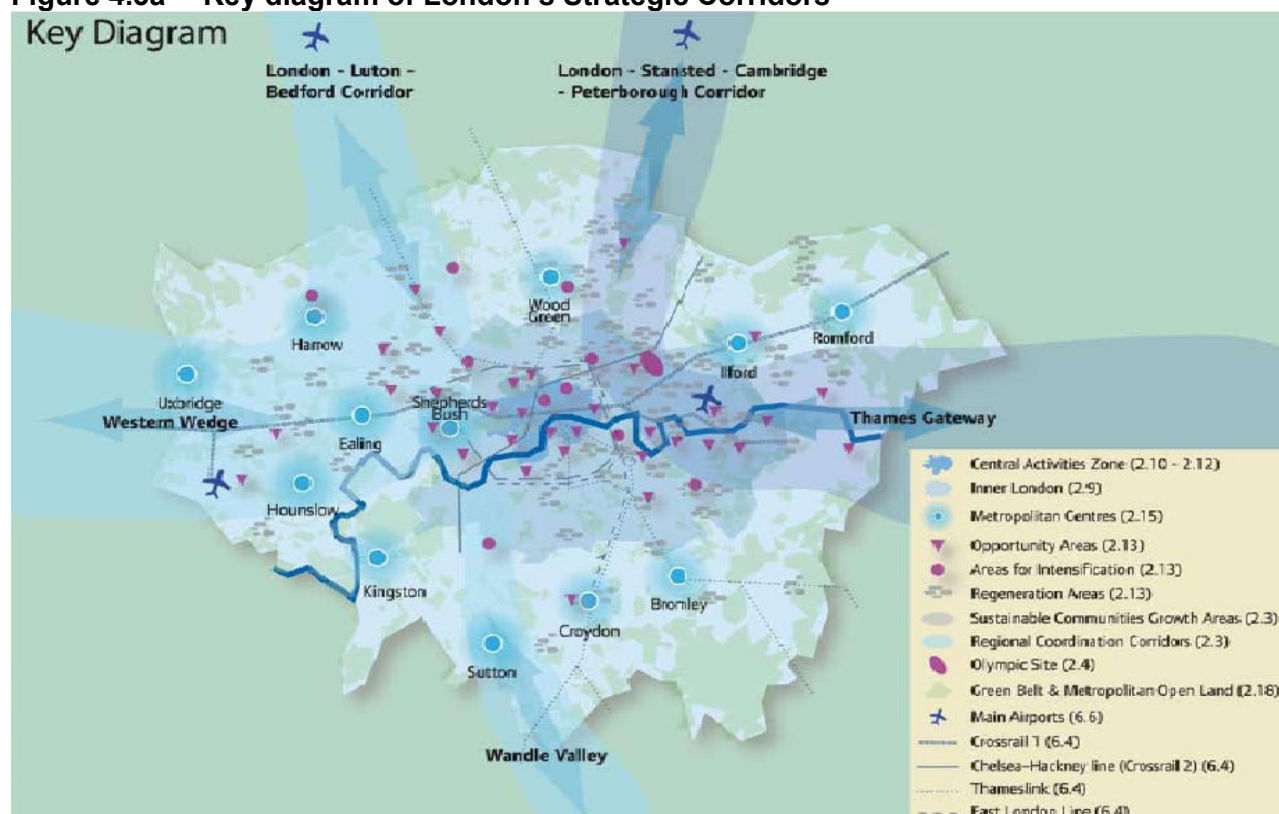 Figure 4.3a Key diagram of London's Strategic Corridors
Key Diagram
London - Luton -
Bedford Corridor
London - Stansted - Cambridge
- Peterborough Corridor
Wood
Green
Harrow
Romford
Ilford
Uxbridge
Shepherds
Bush
Western Wedge
Ealing
Thames Gateway
Hounslow
Kingston
Bromley
Croydon
Sutton
Wandle Valley
Central Activities Zone (2.10 - 2.12)
Inner London (2.9)
Metropolitan Centres (2.15)
Opportunity Areas (2.13)
Areas for Intensification (2.13)
Regeneration Areas (2.13)
Sustainable Communities Growth Areas (2.3)
Regional Coordination Corridors (2.3)
Olympic Site (2.4)
Green Belt & Metropolitan Open Land (2.18)
Main Airports (6.6)
Crossrail 1 (6.4)
Chelsea-Hackney line (Crossrail 2) (6.4)
Thameslink (6.4)
East London Line (6.4)